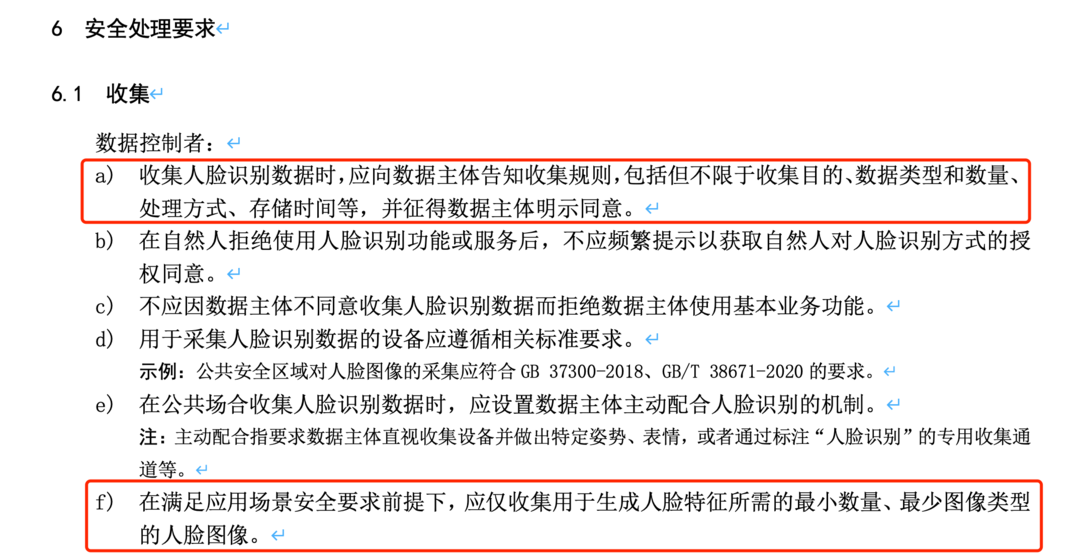 6 安全处理要求↵
6.1 收集↵
数据控制者：↵
a) 收集人脸识别数据时,应向数据主体告知收集规则,包括但不限于收集目的、数据类型和数量、
处理方式、存储时间等，并征得数据主体明示同意。↵
b) 在自然人拒绝使用人脸识别功能或服务后，不应频繁提示以获取自然人对人脸识别方式的授
权同意。↵
c) 不应因数据主体不同意收集人脸识别数据而拒绝数据主体使用基本业务功能。↵
d) 用于采集人脸识别数据的设备应遵循相关标准要求。↵
示例：公共安全区域对人脸图像的采集应符合 GB 37300-2018、GB/T 38671-2020 的要求。↵
e) 在公共场合收集人脸识别数据时，应设置数据主体主动配合人脸识别的机制。↵
注：主动配合指要求数据主体直视收集设备并做出特定姿势、表情，或者通过标注“人脸识别”的专用收集通
道等。↵
f) 在满足应用场景安全要求前提下，应仅收集用于生成人脸特征所需的最小数量、最少图像类型
的人脸图像。↵